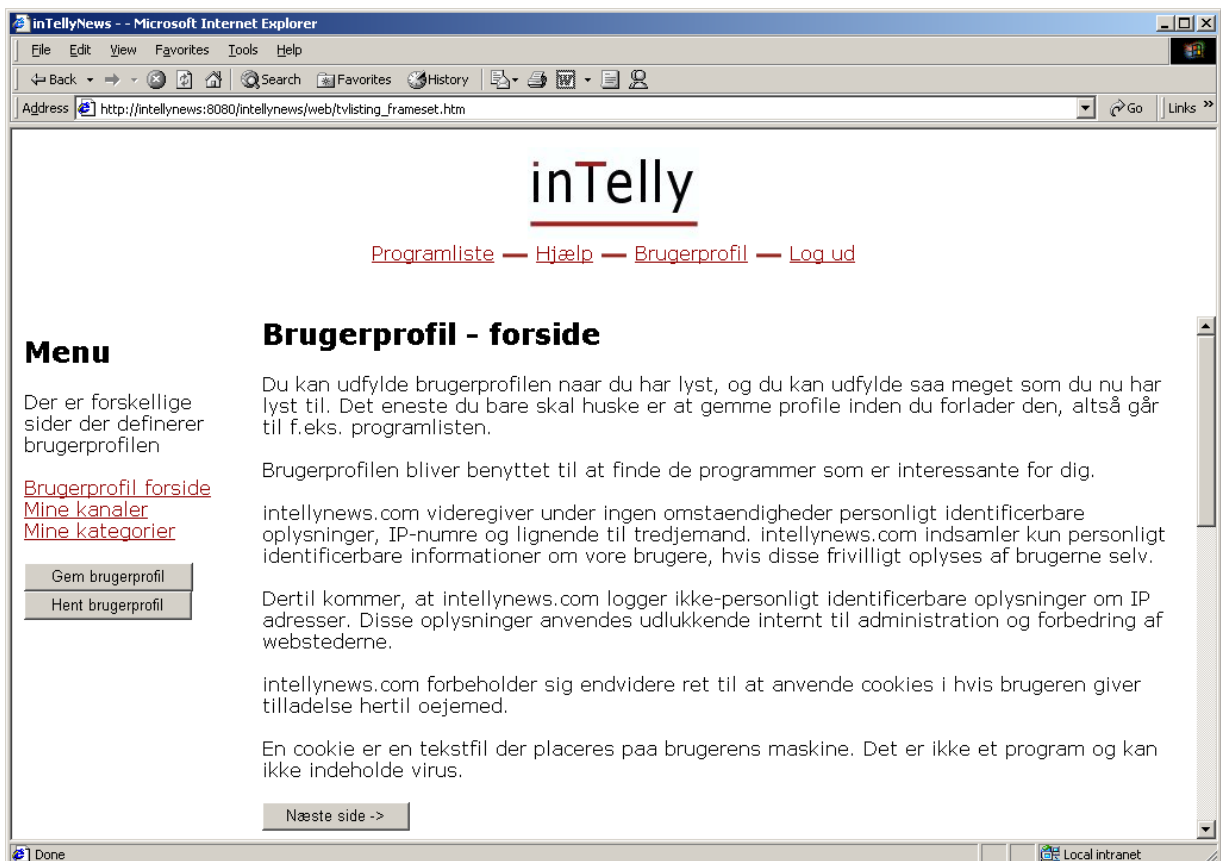 inTellyNews - - Microsoft Internet Explorer
File Edit View Favorites Tools Help
Back Search Favorites History
Address http://intellynews:8080/intellynews/web/tvlisting_frameset.htm Go Links »
inTelly
Programliste — Hjælp — Brugerprofil — Log ud
Menu
Der er forskellige
sider der definerer
brugerprofilen
Brugerprofil forside
Mine kanaler
Mine kategorier
Gem brugerprofil
Hent brugerprofil
Brugerprofil - forside
Du kan udfylde brugerprofilen naar du har lyst, og du kan udfylde saa meget som du nu har
lyst til. Det eneste du bare skal huske er at gemme profile inden du forlader den, altså går
til f.eks. programlisten.
Brugerprofilen bliver benyttet til at finde de programmer som er interessante for dig.
intellynews.com videregiver under ingen omstaendigheder personligt identificerbare
oplysninger, IP-numre og lignende til tredjemand. intellynews.com indsamler kun personligt
identificerbare informationer om vore brugere, hvis disse frivilligt oplyses af brugerne selv.
Dertil kommer, at intellynews.com logger ikke-personligt identificerbare oplysninger om IP
adresser. Disse oplysninger anvendes udlukkende internt til administration og forbedring af
webstederne.
intellynews.com forbeholder sig endvidere ret til at anvende cookies i hvis brugeren giver
tilladelse hertil oejemed.
En cookie er en tekstfil der placeres paa brugerens maskine. Det er ikke et program og kan
ikke indeholde virus.
Næste side ->
Done Local intranet